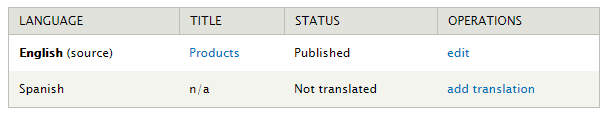 LANGUAGE TITLE STATUS OPERATIONS
English (source) Products Published edit
Spanish n/a Not translated add translation